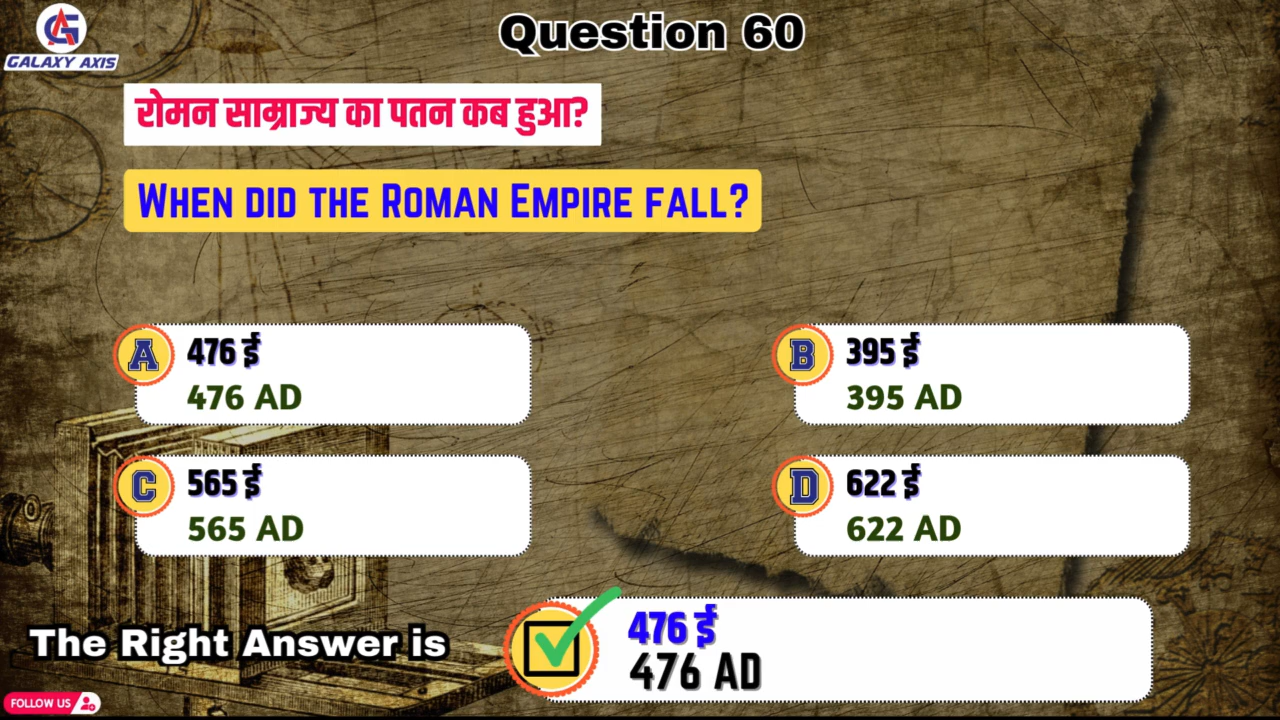 GALAXY AXIS
Question 60
रोमन साम्राज्य का पतन कब हुआ?
WHEN DID THE ROMAN EMPIRE FALL?
A
476 ई
476 AD
B
395 ई
395 AD
C
565 ई
565 AD
D
622 ई
622 AD
The Right Answer is
476 ई
476 AD
FOLLOW US